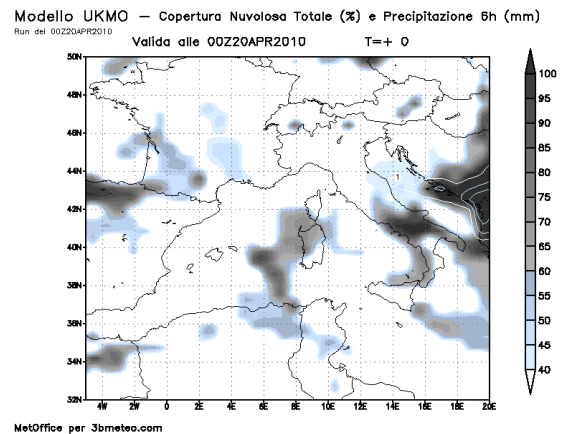 Modello UKMO — Copertura Nuvolosa Totale (%) e Precipitazione 6h (mm)
Run del 00Z20APR2010
Valida alle 00Z20APR2010 T=+ 0
50N
48N
46N
44N
42N
40N
38N
36N
34N
32N
4W 2W 0 2E 4E 6E 8E 10E 12E 14E 16E 18E 20E
1
100
95
90
85
80
75
70
65
60
55
50
45
40
MetOffice per 3bmeteo.com